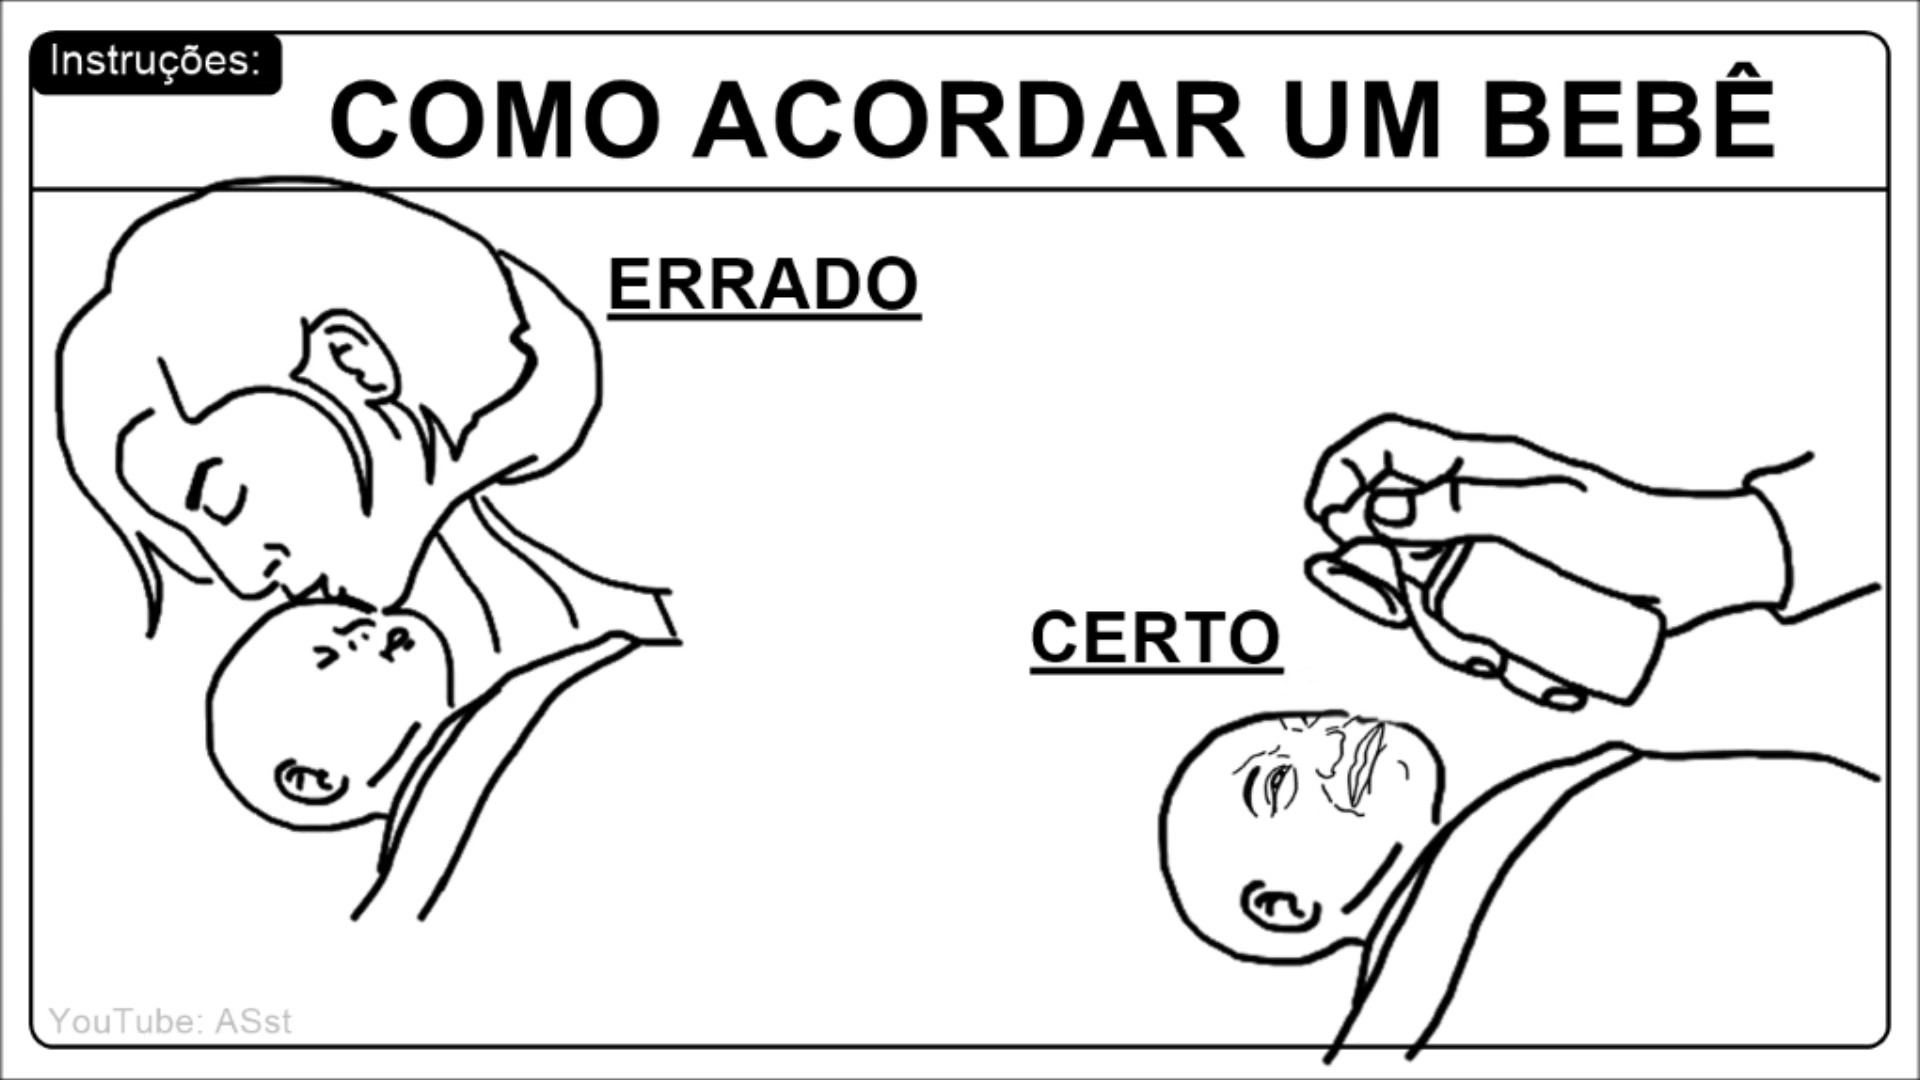 Instruções:
COMO ACORDAR UM BEBÊ
ERRADO
CERTO
YouTube: ASst